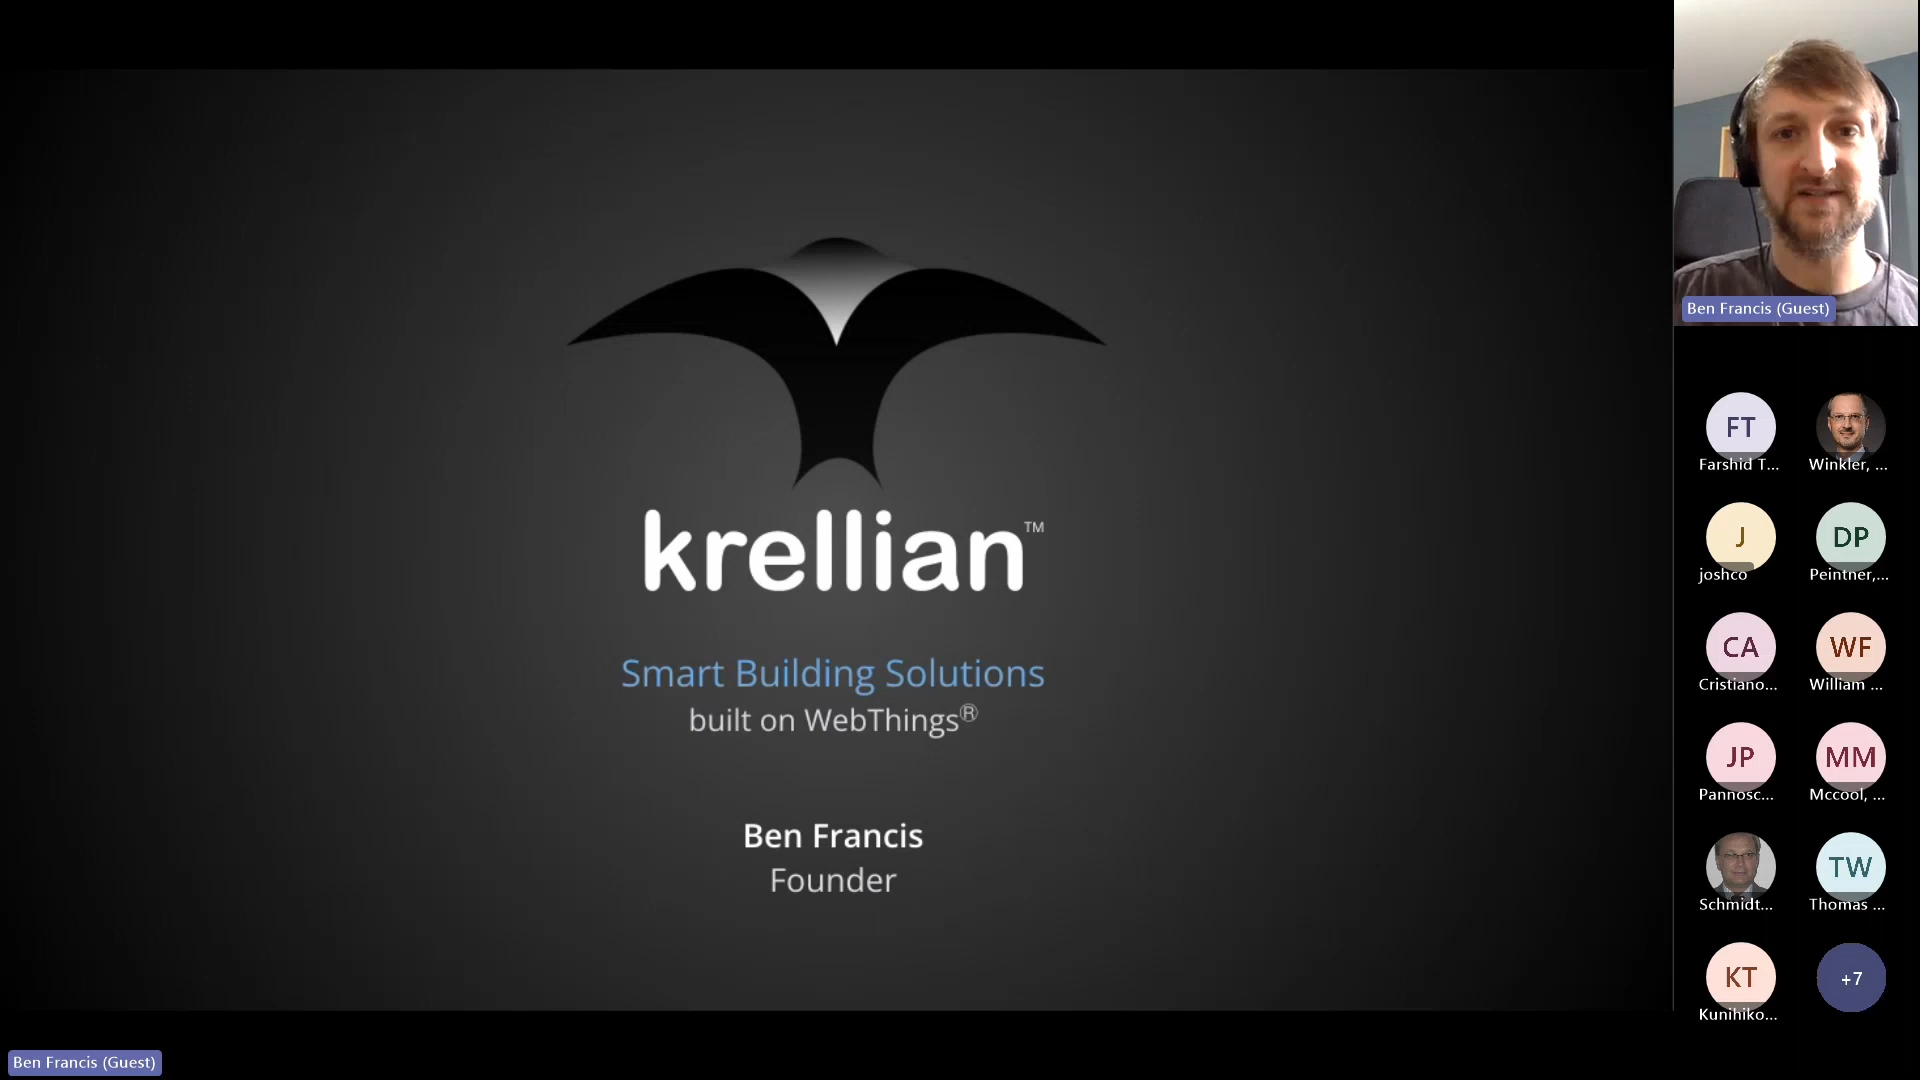 krellian™
Smart Building Solutions
built on WebThings®
Ben Francis
Founder
Ben Francis (Guest)
Ben Francis (Guest)
FT
Farshid T...
Winkler, ...
J
joshco
DP
Peintner,...
CA
Cristiano...
WF
William ...
JP
Pannosc...
MM
Mccool, ...
Schmidt...
TW
Thomas ...
KT
Kunihiko...
+7